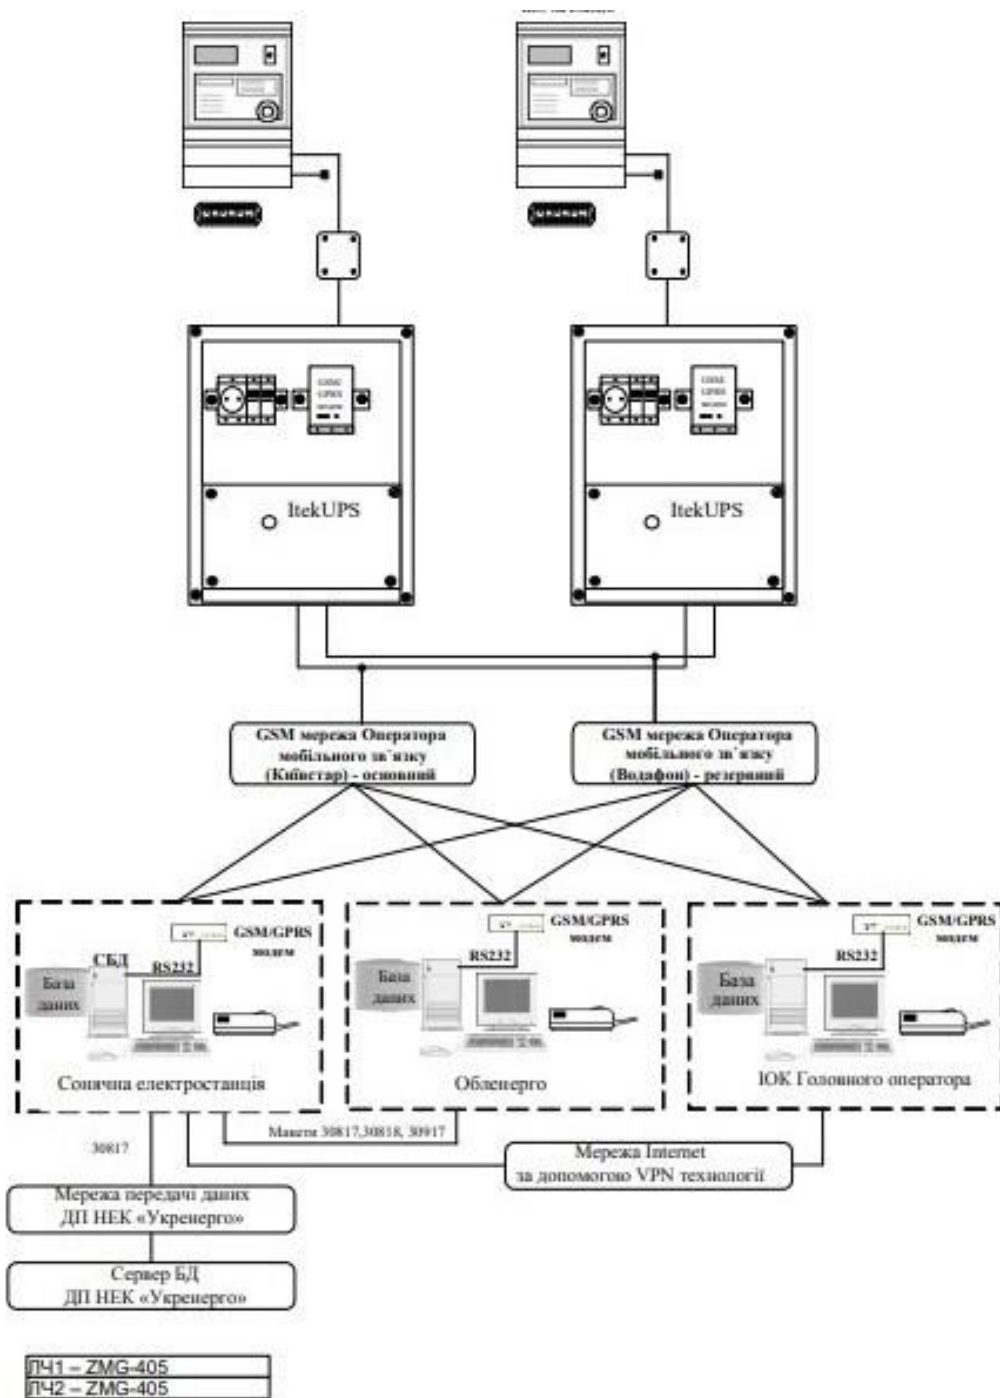 GSM/
GPRS
GSM/
GPRS
ItekUPS
ItekUPS
GSM мережа Оператора
мобільного зв`язку
(Київстар) - основний
GSM мережа Оператора
мобільного зв`язку
(Водафон) - резервний
GSM/GPRS
модем
СБД
RS232
База
даних
Сонячна електростанція
GSM/GPRS
модем
RS232
База
даних
Обленерго
GSM/GPRS
модем
RS232
База
даних
ІОК Головного оператора
30817
Макети 30817,30818, 30917
Мережа Internet
за допомогою VPN технології
Мережа передачі даних
ДП НЕК «Укренерго»
Сервер БД
ДП НЕК «Укренерго»
ЛЧ1 – ZMG-405
ЛЧ2 – ZMG-405